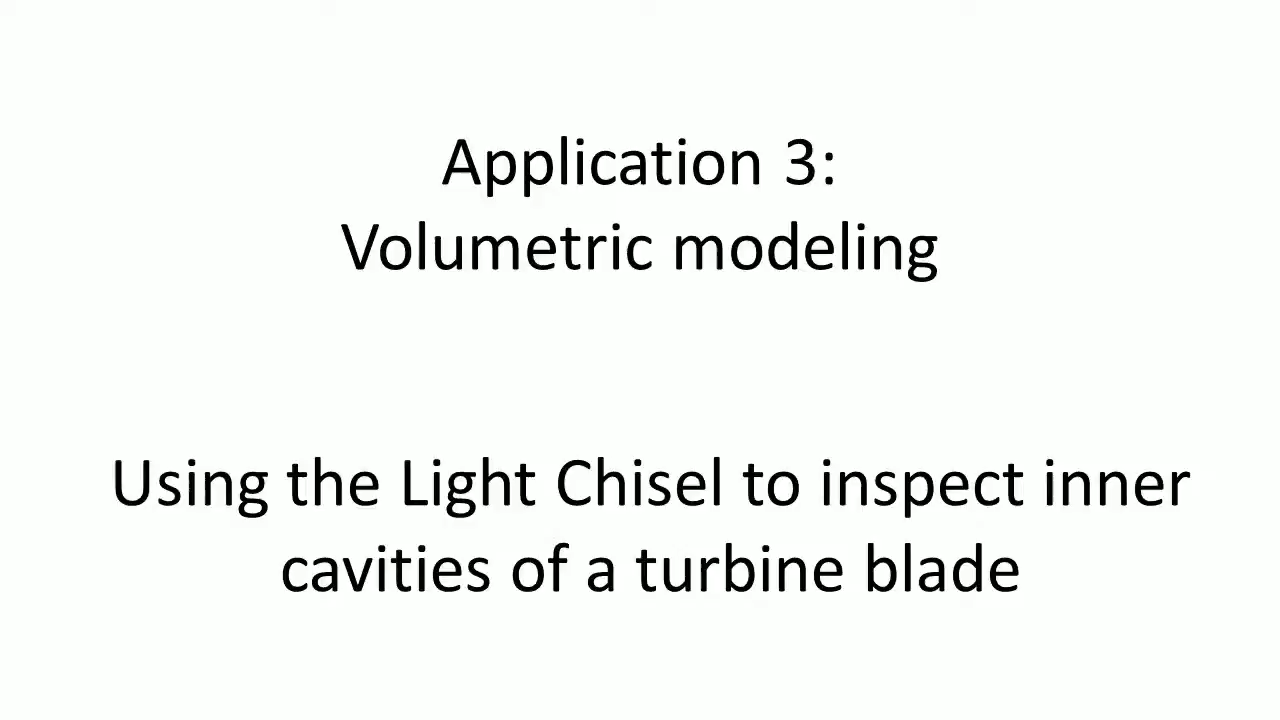 Application 3:
Volumetric modeling
Using the Light Chisel to inspect inner
cavities of a turbine blade